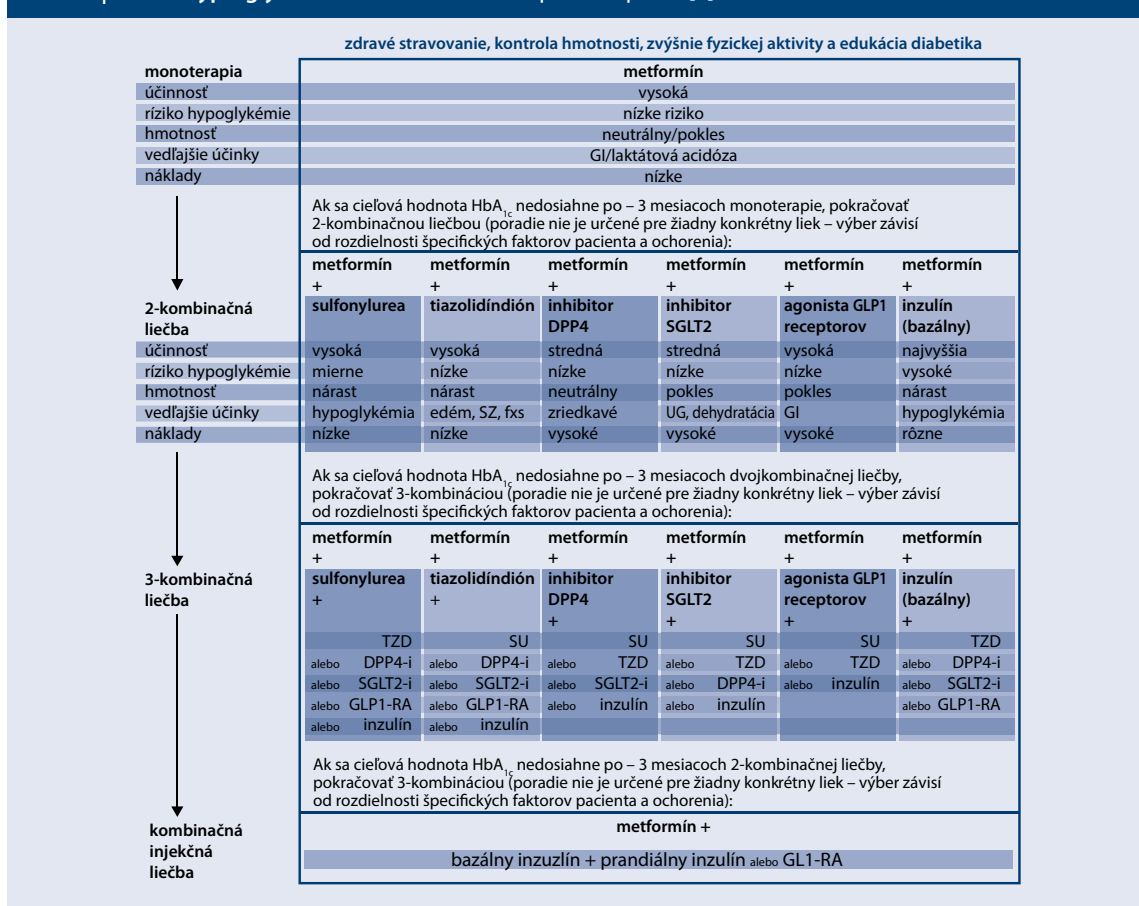 zdravé stravovanie, kontrola hmotnosti, zvýšnie fyzickej aktivity a edukácia diabetika
monoterapia metformín
účinnosť vysoká
ríziko hypoglykémie nízke riziko
hmotnosť neutrálny/pokles
vedľajšie účinky GI/laktátová acidóza
náklady nízke
Ak sa cieľová hodnota HbA1c nedosiahne po – 3 mesiacoch monoterapie, pokračovať
2-kombinačnou liečbou (poradie nie je určené pre žiadny konkrétny liek – výber závisí
od rozdielnosti špecifických faktorov pacienta a ochorenia):
metformín metformín metformín metformín metformín metformín
+ + + + + +
2-kombinačná sulfonylurea tiazolidíndión inhibitor inhibitor agonista GLP1 inzulín
liečba DPP4 SGLT2 receptorov (bazálny)
účinnosť vysoká vysoká stredná stredná vysoká najvyššia
ríziko hypoglykémie mierne nízke nízke nízke nízke vysoké
hmotnosť nárast nárast neutrálny pokles pokles nárast
vedľajšie účinky hypoglykémia edém, SZ, fxs zriedkavé UG, dehydratácia GI hypoglykémia
náklady nízke nízke vysoké vysoké vysoké rôzne
Ak sa cieľová hodnota HbA1c nedosiahne po – 3 mesiacoch dvojkombinačnej liečby,
pokračovať 3-kombináciou (poradie nie je určené pre žiadny konkrétny liek – výber závisí
od rozdielnosti špecifických faktorov pacienta a ochorenia):
metformín metformín metformín metformín metformín metformín
+ + + + + +
3-kombinačná sulfonylurea tiazolidíndión inhibitor inhibitor agonista GLP1 inzulín
liečba + + DPP4 SGLT2 receptorov (bazálny)
+ + + +
TZD SU SU SU SU TZD
alebo DPP4-i alebo DPP4-i alebo TZD alebo TZD alebo TZD alebo DPP4-i
alebo SGLT2-i alebo SGLT2-i alebo SGLT2-i alebo DPP4-i alebo inzulín alebo SGLT2-i
alebo GLP1-RA alebo GLP1-RA alebo inzulín alebo inzulín alebo GLP1-RA
alebo inzulín alebo inzulín
Ak sa cieľová hodnota HbA1c nedosiahne po – 3 mesiacoch 2-kombinačnej liečby,
pokračovať 3-kombináciou (poradie nie je určené pre žiadny konkrétny liek – výber závisí
od rozdielnosti špecifických faktorov pacienta a ochorenia):
kombinačná metformín +
injekčná
liečba bazálny inzuzlín + prandiálny inzulín alebo GL1-RA